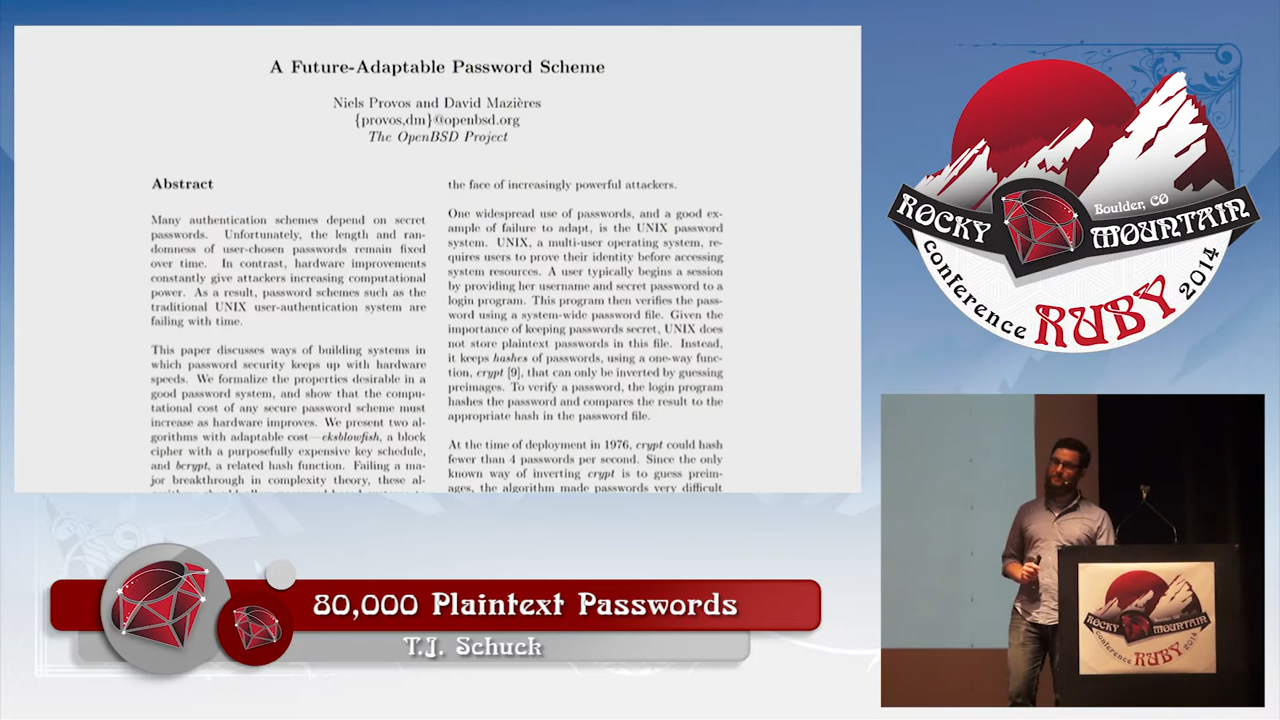 A Future-Adaptable Password Scheme
Niels Provos and David Mazières
{provos,dm}@openbsd.org
The OpenBSD Project
Abstract
Many authentication schemes depend on secret
passwords. Unfortunately, the length and ran-
domness of user-chosen passwords remain fixed
over time. In contrast, hardware improvements
constantly give attackers increasing computational
power. As a result, password schemes such as the
traditional UNIX user-authentication system are
failing with time.
This paper discusses ways of building systems in
which password security keeps up with hardware
speeds. We formalize the properties desirable in a
good password system, and show that the compu-
tational cost of any secure password scheme must
increase as hardware improves. We present two al-
gorithms with adaptable cost—eksblowfish, a block
cipher with a purposefully expensive key schedule,
and bcrypt, a related hash function. Failing a ma-
jor breakthrough in complexity theory, these al-
the face of increasingly powerful attackers.
One widespread use of passwords, and a good ex-
ample of failure to adapt, is the UNIX password
system. UNIX, a multi-user operating system, re-
quires users to prove their identity before accessing
system resources. A user typically begins a session
by providing her username and secret password to a
login program. This program then verifies the pass-
word using a system-wide password file. Given the
importance of keeping passwords secret, UNIX does
not store plaintext passwords in this file. Instead,
it keeps hashes of passwords, using a one-way func-
tion, crypt [9], that can only be inverted by guessing
preimages. To verify a password, the login program
hashes the password and compares the result to the
appropriate hash in the password file.
At the time of deployment in 1976, crypt could hash
fewer than 4 passwords per second. Since the only
known way of inverting crypt is to guess preim-
ages, the algorithm made passwords very difficult
Boulder, CO
ROCKY MOUNTAIN
Conference RUBY 2014
ROCKY MOUNTAIN
Conference RUBY 2014
80,000 Plaintext Passwords
T.J. Schuck